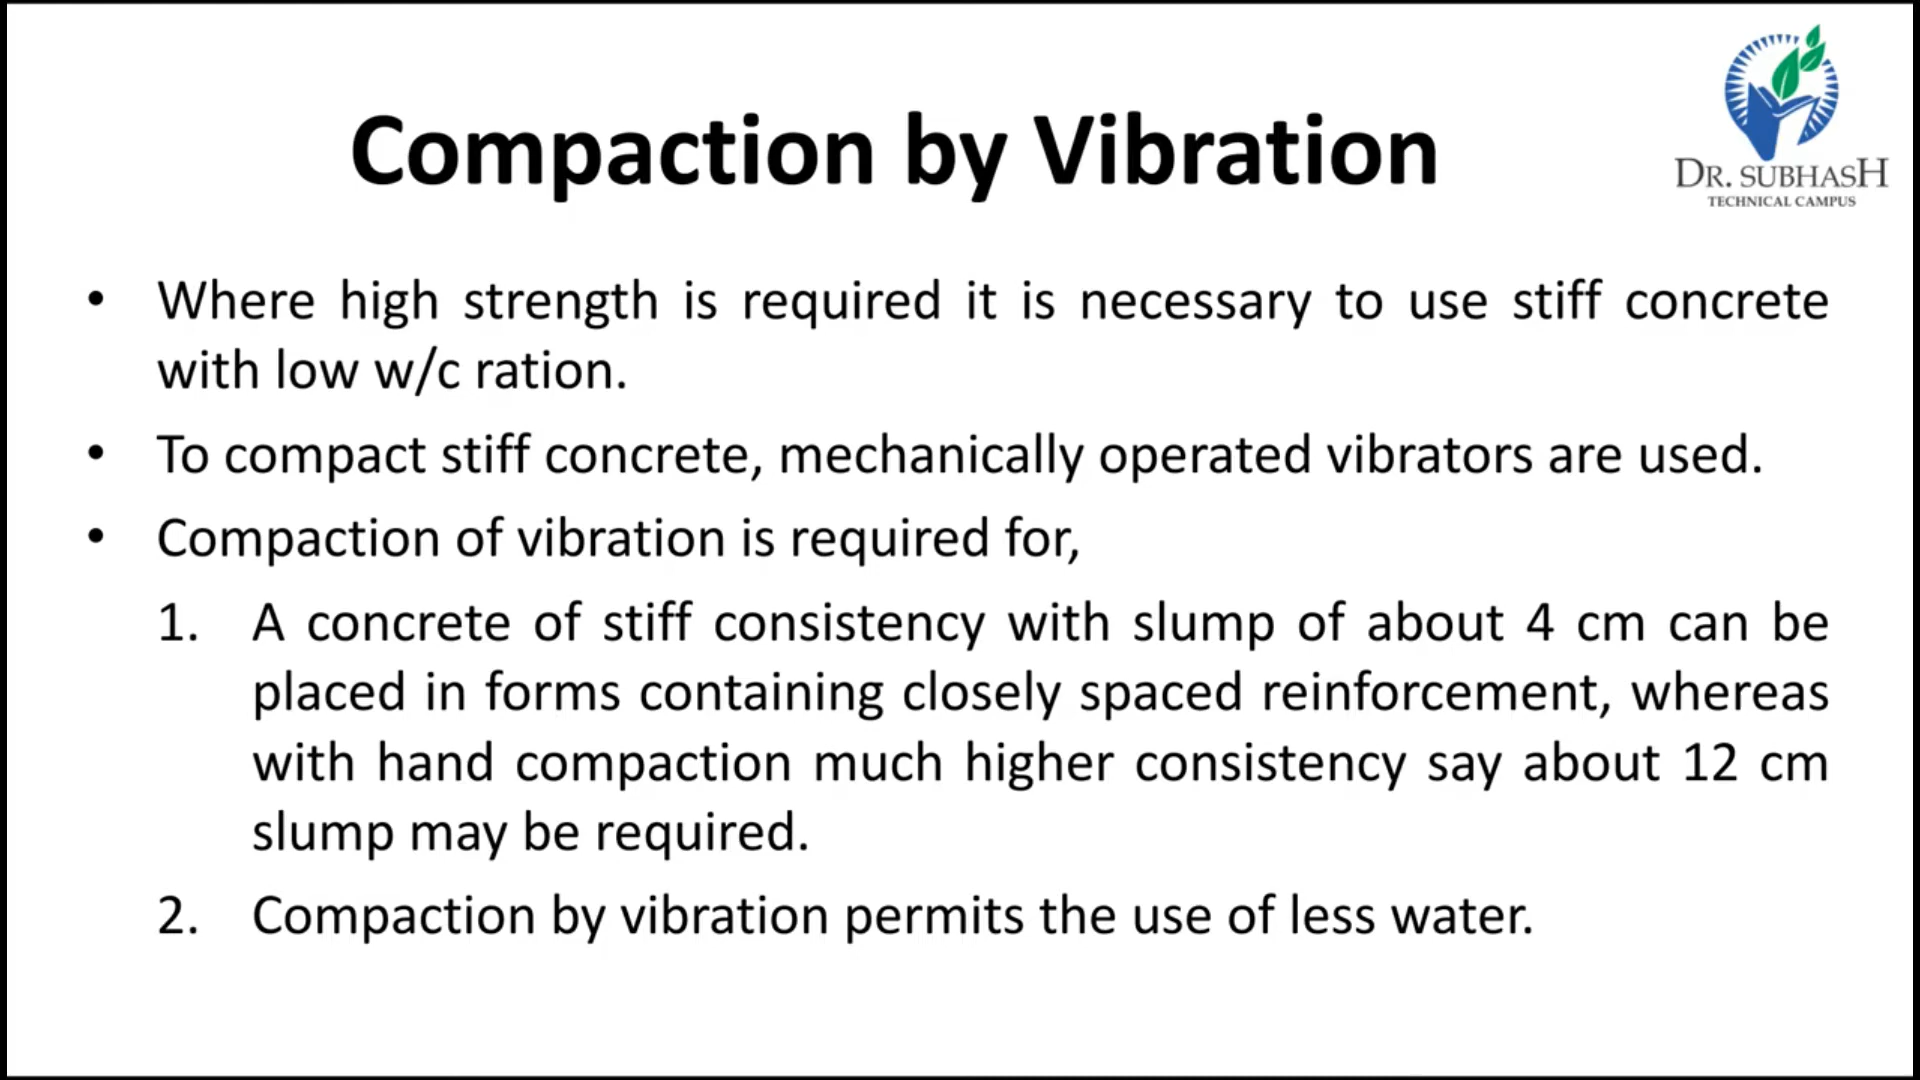 DR. SUBHASH
TECHNICAL CAMPUS
Compaction by Vibration
• Where high strength is required it is necessary to use stiff concrete
with low w/c ration.
• To compact stiff concrete, mechanically operated vibrators are used.
• Compaction of vibration is required for,
1. A concrete of stiff consistency with slump of about 4 cm can be
placed in forms containing closely spaced reinforcement, whereas
with hand compaction much higher consistency say about 12 cm
slump may be required.
2. Compaction by vibration permits the use of less water.